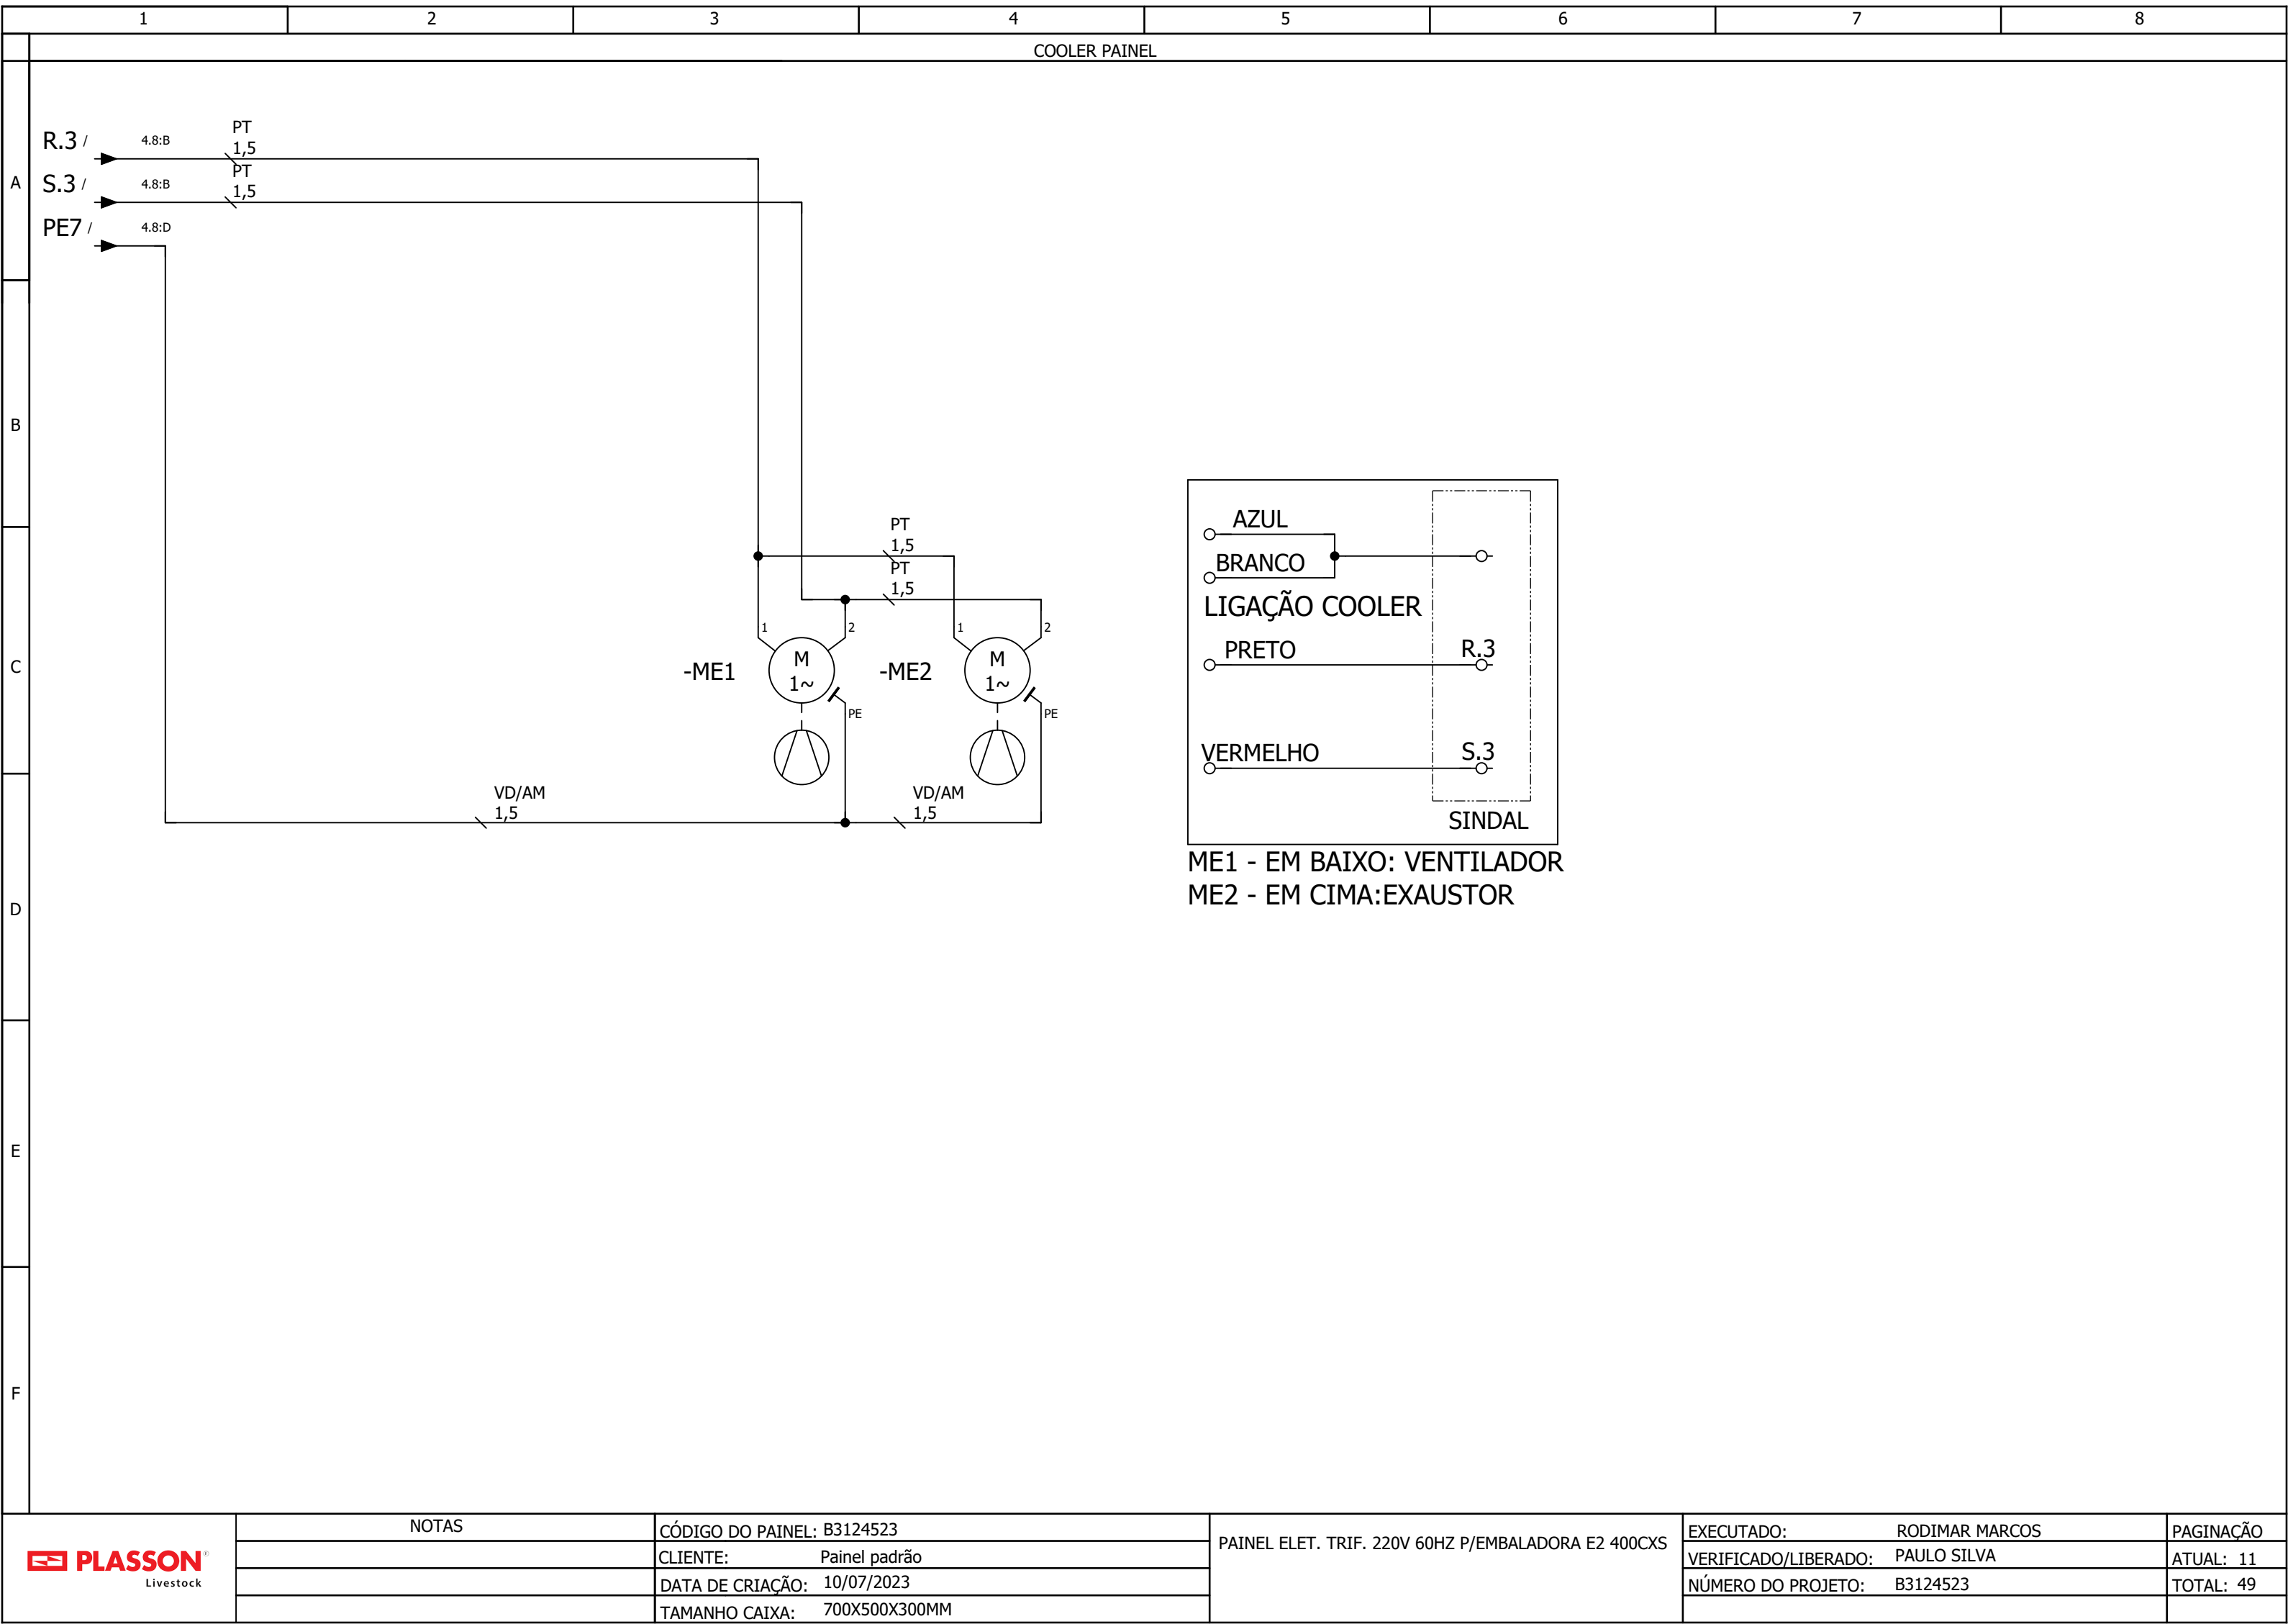 1 2 3 4 5 6 7 8
COOLER PAINEL
A
B
C
D
E
F
R.3 / 4.8:B
PT
1,5
S.3 / 4.8:B
PT
1,5
PE7 / 4.8:D
PT
1,5
PT
1,5
1 2 1 2
-ME1
M
1~
PE
-ME2
M
1~
PE
VD/AM
1,5
VD/AM
1,5
AZUL
BRANCO
LIGAÇÃO COOLER
PRETO R.3
VERMELHO S.3
SINDAL
ME1 - EM BAIXO: VENTILADOR
ME2 - EM CIMA:EXAUSTOR
PLASSON
Livestock
NOTAS
CÓDIGO DO PAINEL: B3124523
CLIENTE: Painel padrão
DATA DE CRIAÇÃO: 10/07/2023
TAMANHO CAIXA: 700X500X300MM
PAINEL ELET. TRIF. 220V 60HZ P/EMBALADORA E2 400CXS
EXECUTADO: RODIMAR MARCOS
VERIFICADO/LIBERADO: PAULO SILVA
NÚMERO DO PROJETO: B3124523
PAGINAÇÃO
ATUAL: 11
TOTAL: 49